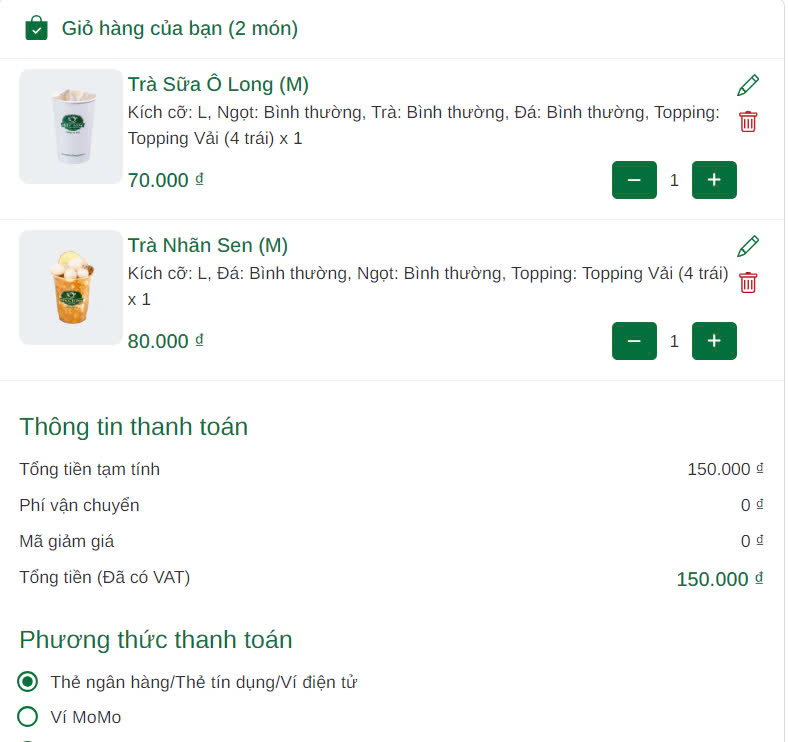 Giỏ hàng của bạn (2 món)
Trà Sữa Ô Long (M)
Kích cỡ: L, Ngọt: Bình thường, Trà: Bình thường, Đá: Bình thường, Topping:
Topping Vải (4 trái) x 1
70.000 ₫
− 1 +
Trà Nhãn Sen (M)
Kích cỡ: L, Đá: Bình thường, Ngọt: Bình thường, Topping: Topping Vải (4 trái)
x 1
80.000 ₫
− 1 +
Thông tin thanh toán
Tổng tiền tạm tính 150.000 ₫
Phí vận chuyển 0 ₫
Mã giảm giá 0 ₫
Tổng tiền (Đã có VAT) 150.000 ₫
Phương thức thanh toán
Thẻ ngân hàng/Thẻ tín dụng/Ví điện tử
Ví MoMo